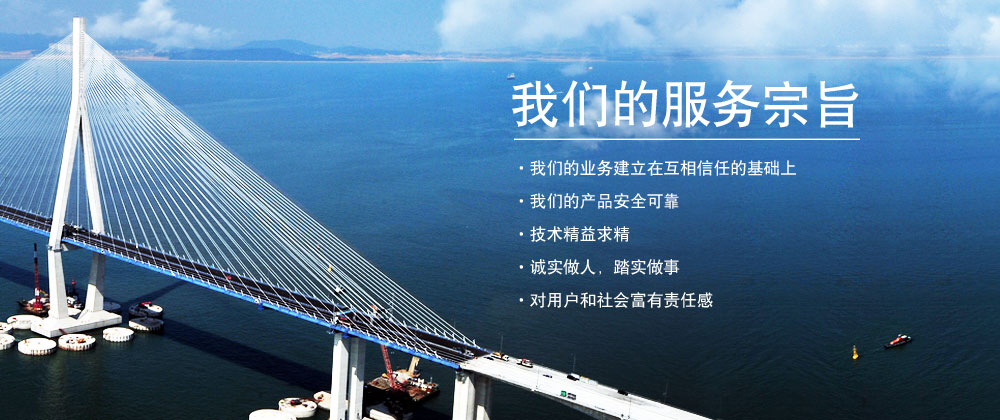 我们的服务宗旨
·我们的业务建立在互相信任的基础上
·我们的产品安全可靠
·技术精益求精
·诚实做人，踏实做事
·对用户和社会富有责任感